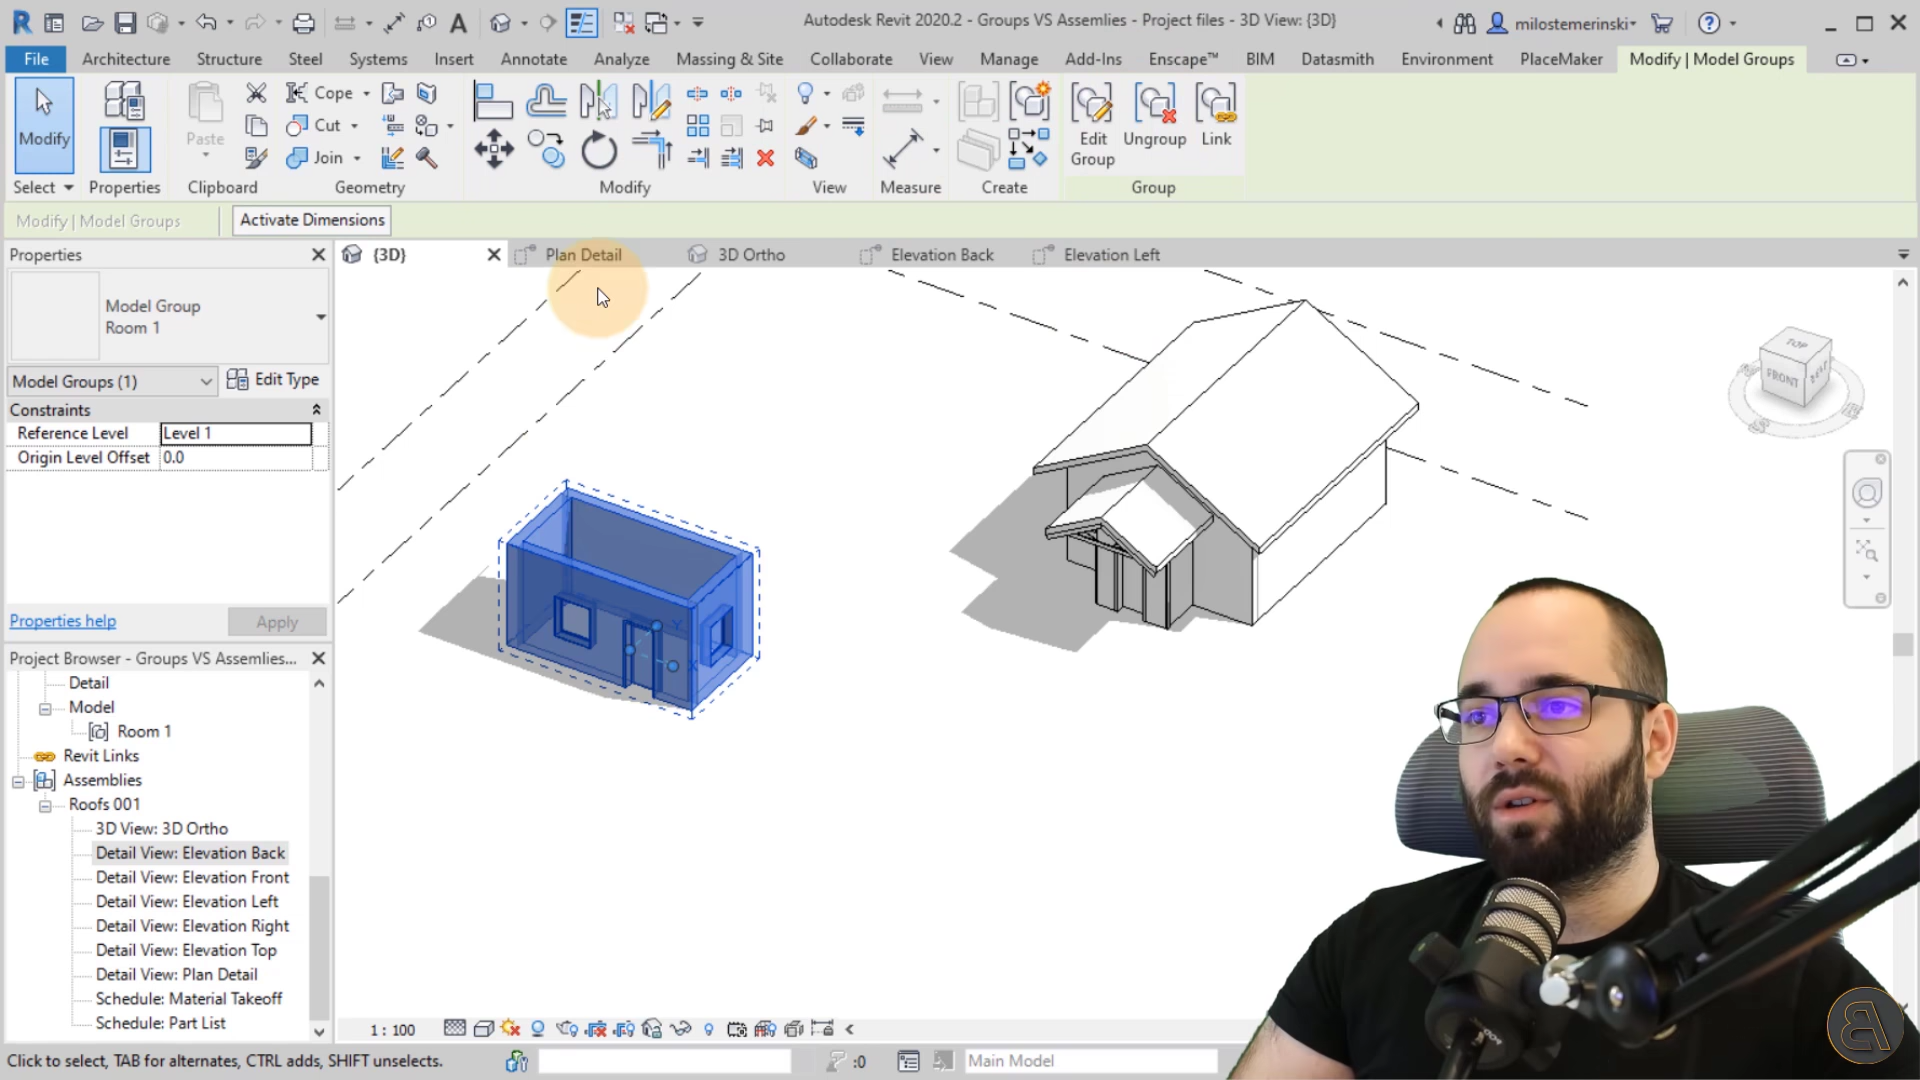 Autodesk Revit 2020.2 - Groups VS Assemlies - Project files - 3D View: {3D}
milostemerinski
File
Architecture
Structure
Steel
Systems
Insert
Annotate
Analyze
Massing & Site
Collaborate
View
Manage
Add-Ins
Enscape™
BIM
Datasmith
Environment
PlaceMaker
Modify | Model Groups
Modify
Paste
Cope
Cut
Join
Edit
Group
Ungroup
Link
Select
Properties
Clipboard
Geometry
Modify
View
Measure
Create
Group
Modify | Model Groups
Activate Dimensions
Properties
{3D}
Plan Detail
3D Ortho
Elevation Back
Elevation Left
Model Group
Room 1
Model Groups (1)
Edit Type
Constraints
Reference Level
Level 1
Origin Level Offset
0.0
TOP
FRONT
Y
Properties help
Apply
Project Browser - Groups VS Assemlies...
Detail
Model
Room 1
Revit Links
Assemblies
Roofs 001
3D View: 3D Ortho
Detail View: Elevation Back
Detail View: Elevation Front
Detail View: Elevation Left
Detail View: Elevation Right
Detail View: Elevation Top
Detail View: Plan Detail
Schedule: Material Takeoff
Schedule: Part List
1 : 100
Click to select, TAB for alternates, CTRL adds, SHIFT unselects.
:0
Main Model